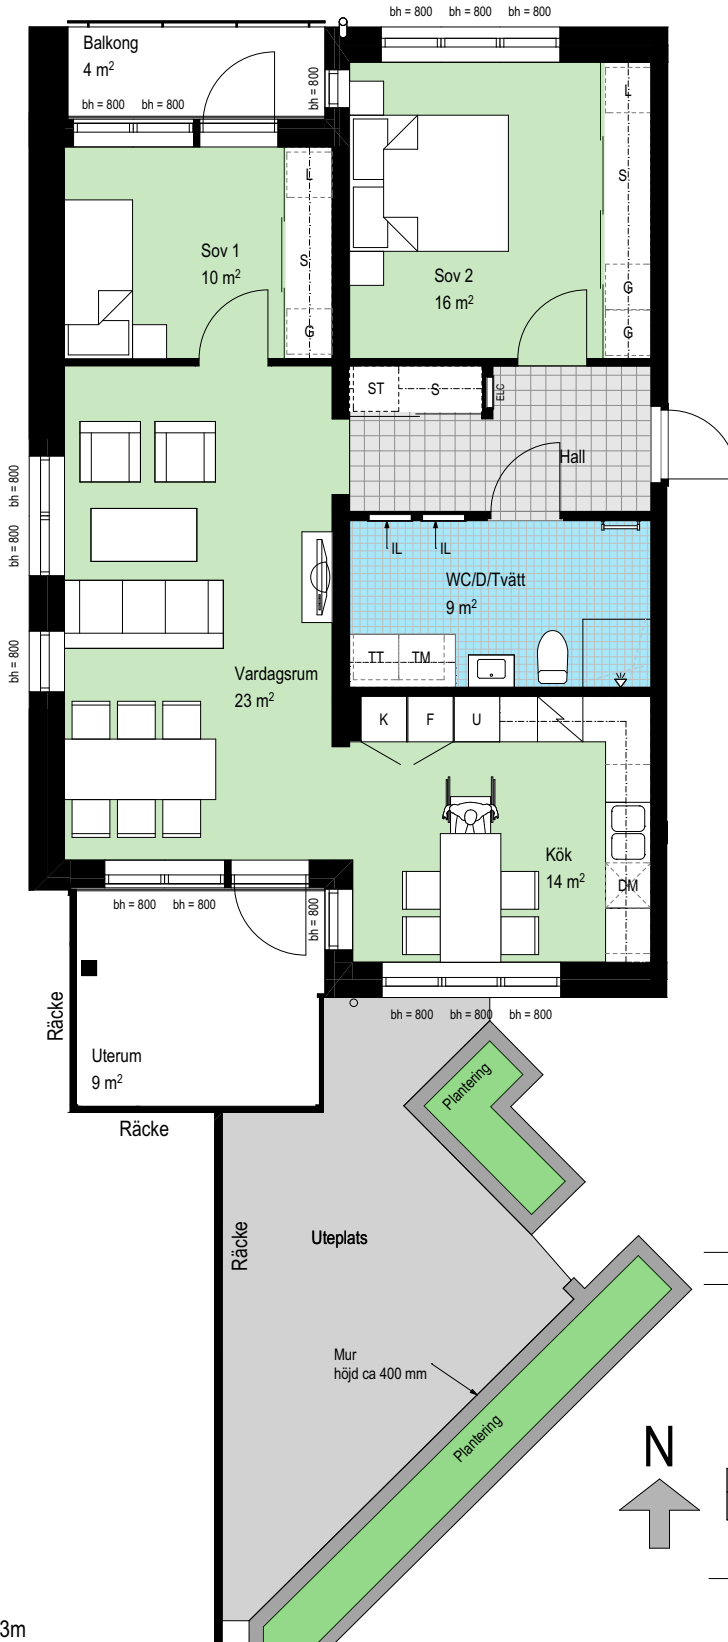 bh = 800 bh = 800 bh = 800
Balkong
4 m²
bh = 800 bh = 800
bh = 800
L
S
G
Sov 1
10 m²
L
S
G
G
Sov 2
16 m²
ST
S
ELC
Hall
bh = 800
bh = 800
bh = 800
IL
IL
WC/D/Tvätt
9 m²
TT
TM
Vardagsrum
23 m²
K
F
U
Kök
14 m²
DM
bh = 800 bh = 800
bh = 800
bh = 800 bh = 800 bh = 800
Räcke
Uterum
9 m²
Räcke
Plantering
Räcke
Uteplats
Mur
höjd ca 400 mm
Plantering
N
3m